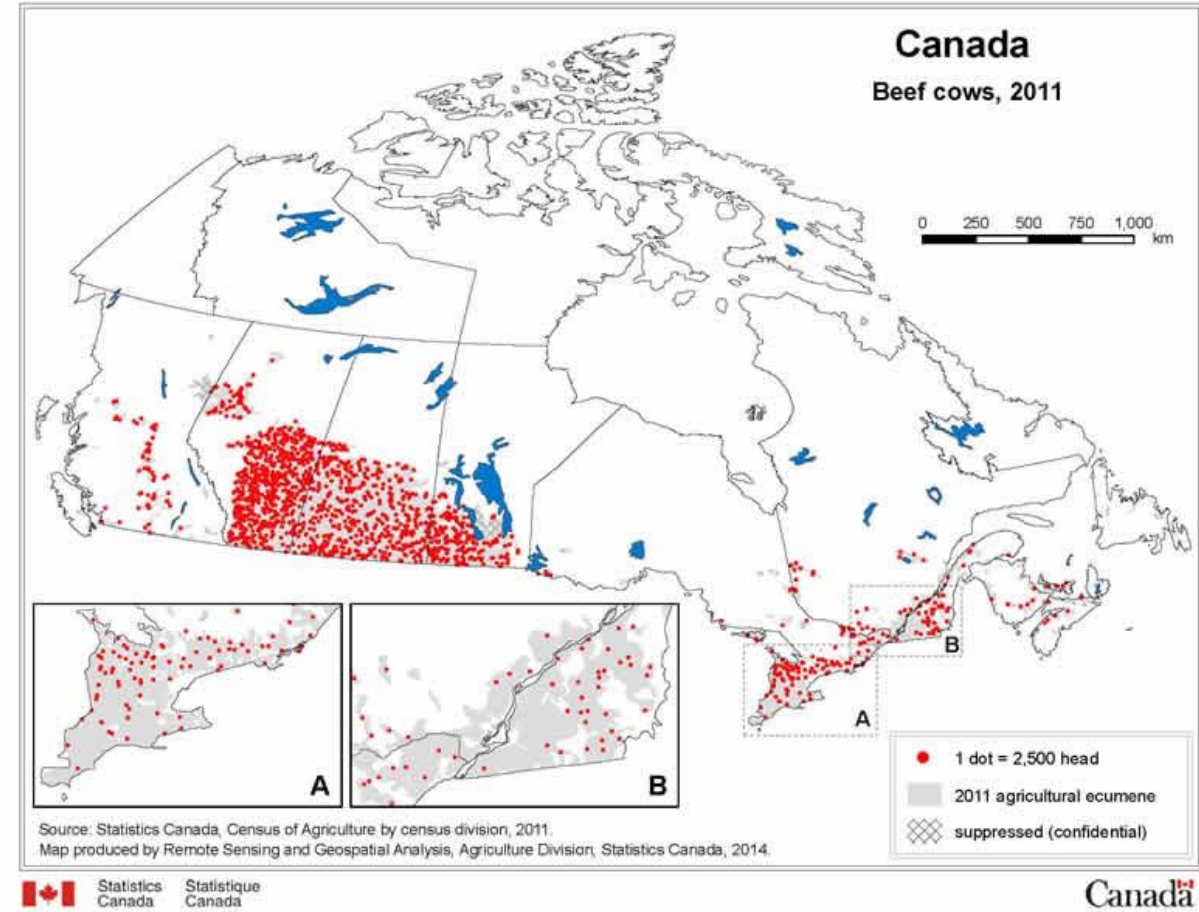 Canada
Beef cows, 2011
0 250 500 750 1,000
km
B
A
A
B
1 dot = 2,500 head
2011 agricultural ecumene
suppressed (confidential)
Source: Statistics Canada, Census of Agriculture by census division, 2011.
Map produced by Remote Sensing and Geospatial Analysis, Agriculture Division, Statistics Canada, 2014.
Statistics Statistique
Canada Canada
Canada